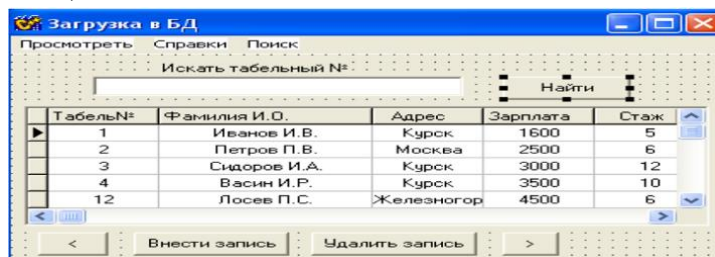 Загрузка в БД
Просмотреть Справки Поиск
Искать табельный №
Найти
Табель№ Фамилия И.О. Адрес Зарплата Стаж
1 Иванов И.В. Курск 1600 5
2 Петров П.В. Москва 2500 6
3 Сидоров И.А. Курск 3000 12
4 Васин И.Р. Курск 3500 10
12 Лосев П.С. Железногор 4500 6
< Внести запись Удалить запись >